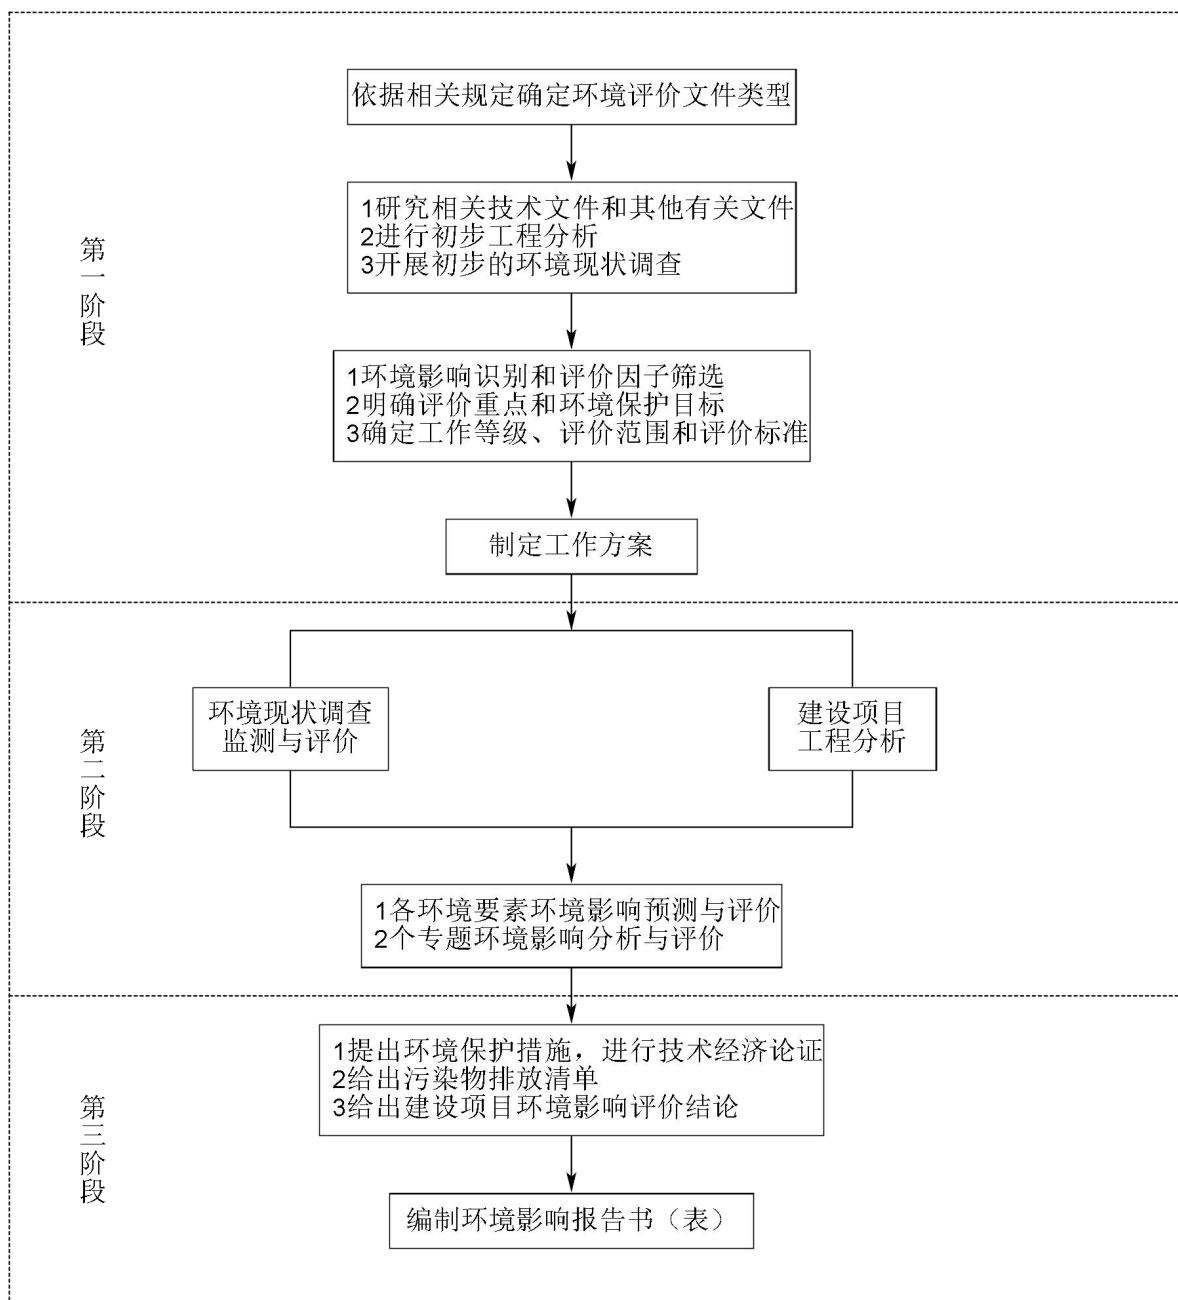 依据相关规定确定环境评价文件类型
1研究相关技术文件和其他有关文件
2进行初步工程分析
3开展初步的环境现状调查
第一阶段
1环境影响识别和评价因子筛选
2明确评价重点和环境保护目标
3确定工作等级、评价范围和评价标准
制定工作方案
环境现状调查
监测与评价
建设项目
工程分析
第二阶段
1各环境要素环境影响预测与评价
2个专题环境影响分析与评价
1提出环境保护措施，进行技术经济论证
2给出污染物排放清单
3给出建设项目环境影响评价结论
第三阶段
编制环境影响报告书（表）